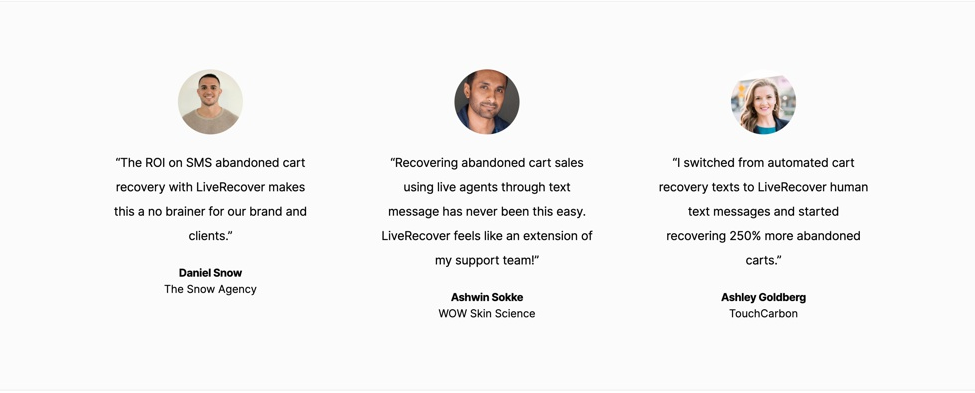 “The ROI on SMS abandoned cart
recovery with LiveRecover makes
this a no brainer for our brand and
clients.”
Daniel Snow
The Snow Agency
“Recovering abandoned cart sales
using live agents through text
message has never been this easy.
LiveRecover feels like an extension of
my support team!”
Ashwin Sokke
WOW Skin Science
“I switched from automated cart
recovery texts to LiveRecover human
text messages and started
recovering 250% more abandoned
carts.”
Ashley Goldberg
TouchCarbon